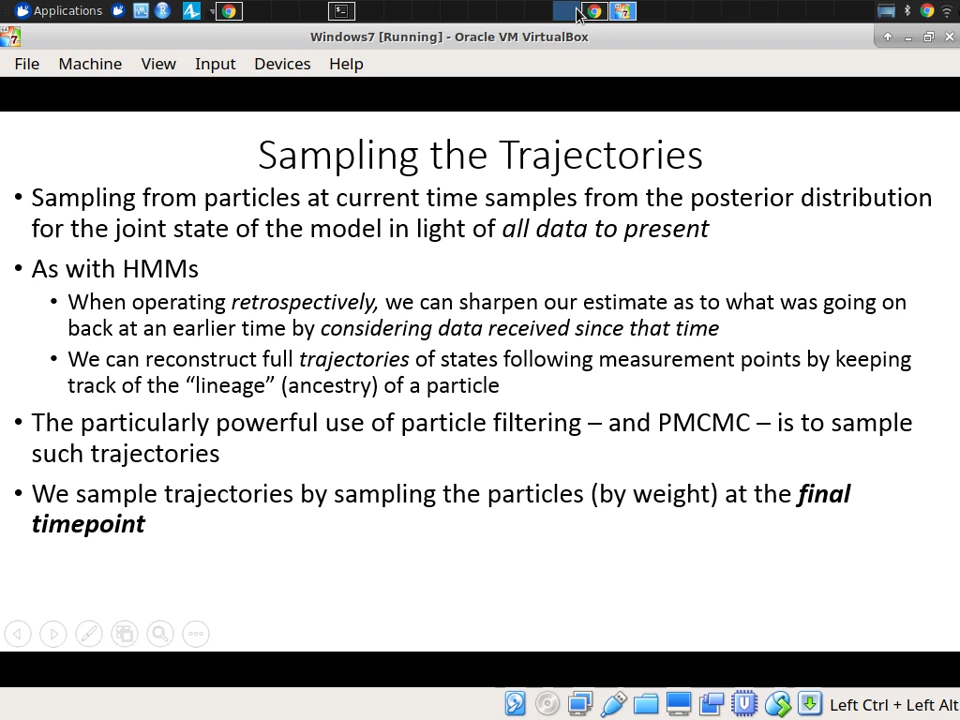 Applications
Windows7 [Running] - Oracle VM VirtualBox
File Machine View Input Devices Help
Sampling the Trajectories
• Sampling from particles at current time samples from the posterior distribution
for the joint state of the model in light of all data to present
• As with HMMs
• When operating retrospectively, we can sharpen our estimate as to what was going on
back at an earlier time by considering data received since that time
• We can reconstruct full trajectories of states following measurement points by keeping
track of the “lineage” (ancestry) of a particle
• The particularly powerful use of particle filtering – and PMCMC – is to sample
such trajectories
• We sample trajectories by sampling the particles (by weight) at the final
timepoint
Left Ctrl + Left Alt